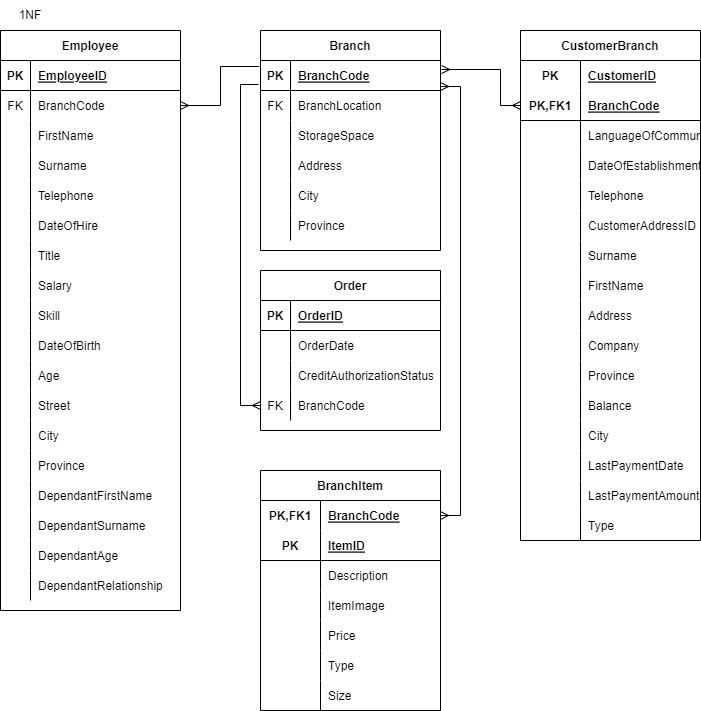 1NF
Employee
PK EmployeeID
FK BranchCode
FirstName
Surname
Telephone
DateOfHire
Title
Salary
Skill
DateOfBirth
Age
Street
City
Province
DependantFirstName
DependantSurname
DependantAge
DependantRelationship
Branch
PK BranchCode
FK BranchLocation
StorageSpace
Address
City
Province
Order
PK OrderID
OrderDate
CreditAuthorizationStatus
FK BranchCode
BranchItem
PK,FK1 BranchCode
PK ItemID
Description
ItemImage
Price
Type
Size
CustomerBranch
PK CustomerID
PK,FK1 BranchCode
LanguageOfCommur
DateOfEstablishment
Telephone
CustomerAddressID
Surname
FirstName
Address
Company
Province
Balance
City
LastPaymentDate
LastPaymentAmount
Type